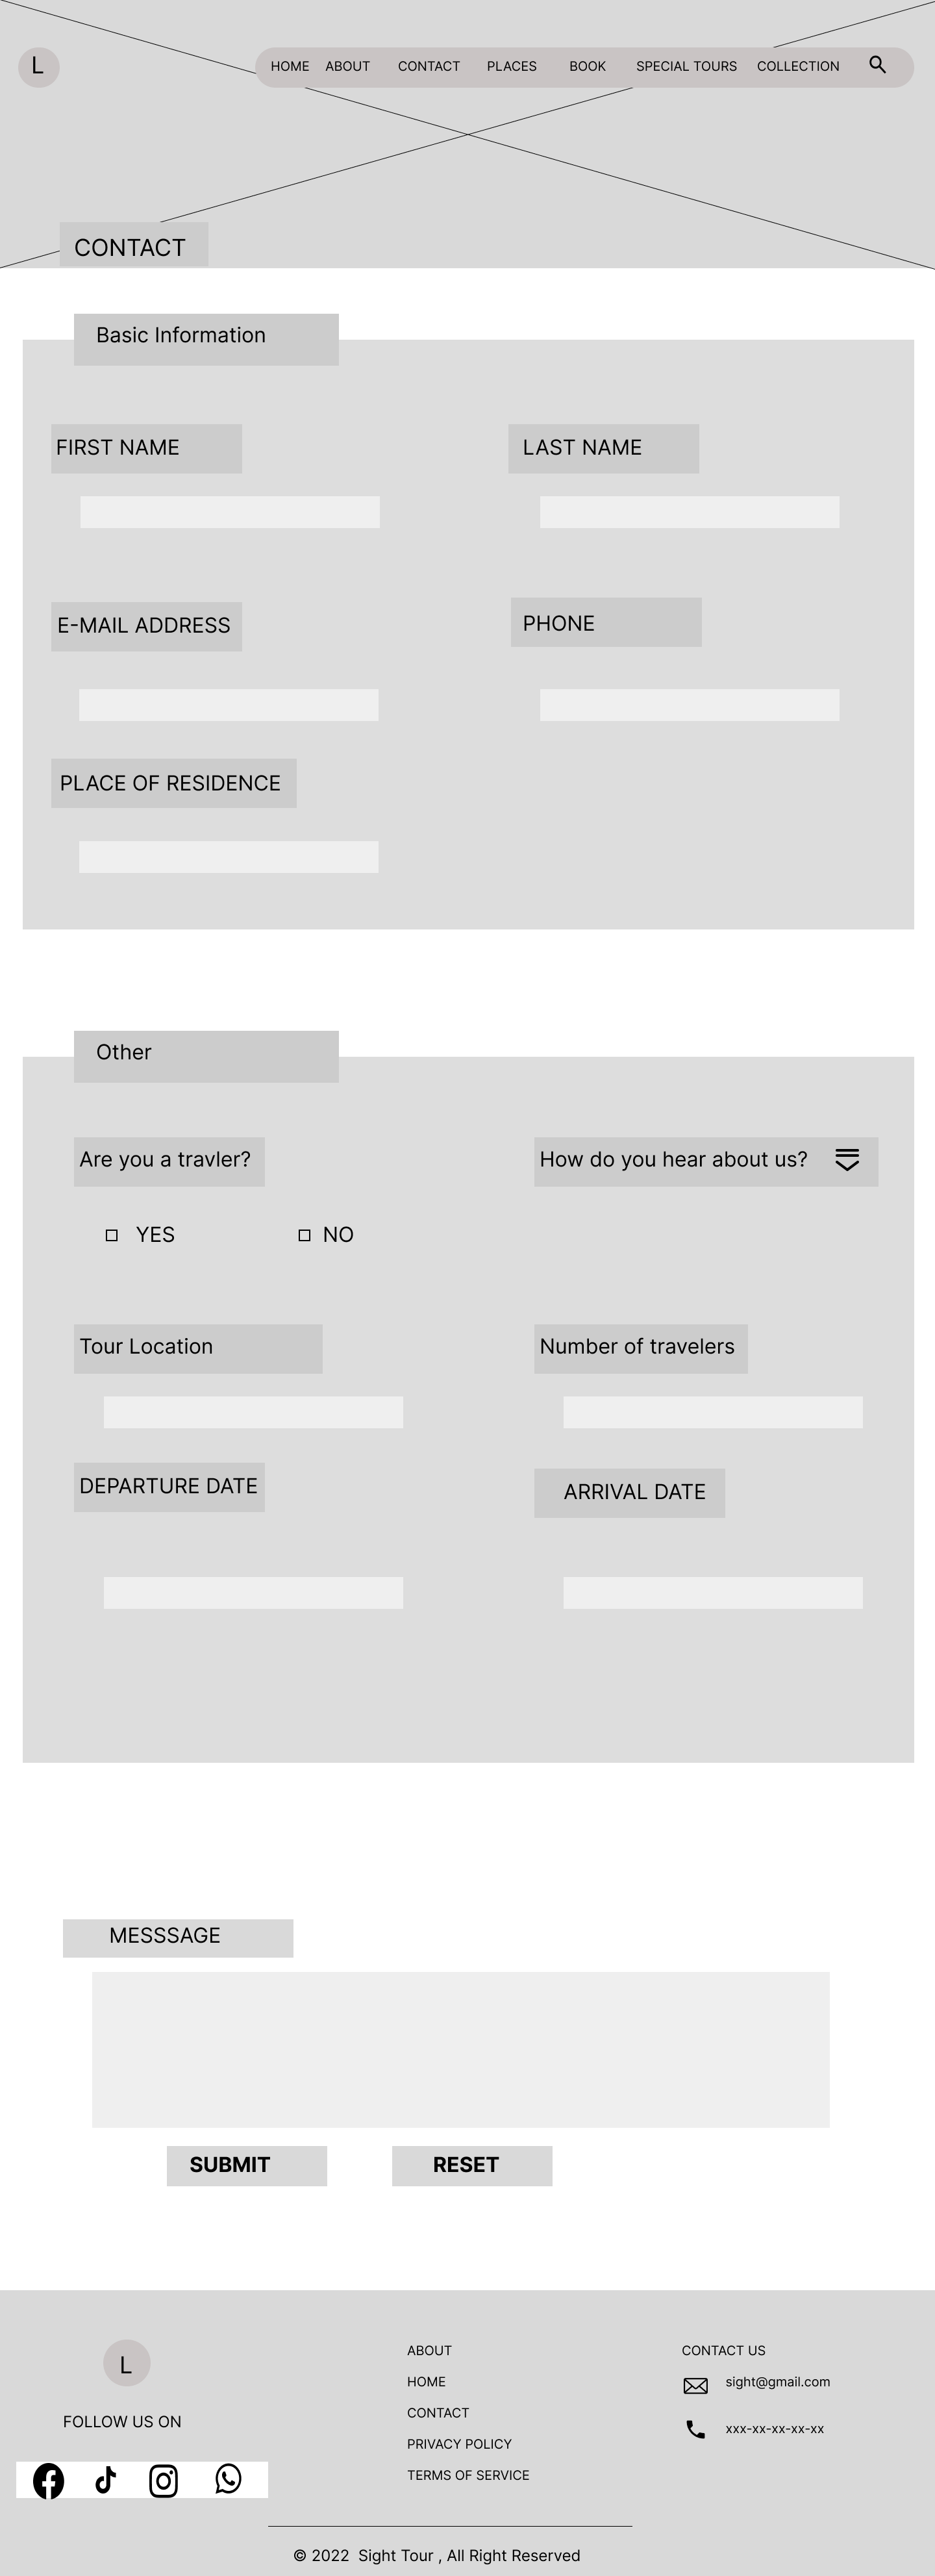 L
HOME ABOUT CONTACT PLACES BOOK SPECIAL TOURS COLLECTION
CONTACT
Basic Information
FIRST NAME LAST NAME
E-MAIL ADDRESS PHONE
PLACE OF RESIDENCE
Other
Are you a travler? How do you hear about us?
YES NO
Tour Location Number of travelers
DEPARTURE DATE ARRIVAL DATE
MESSSAGE
SUBMIT RESET
L
FOLLOW US ON
ABOUT
HOME
CONTACT
PRIVACY POLICY
TERMS OF SERVICE
CONTACT US
sight@gmail.com
xxx-xx-xx-xx-xx
© 2022 Sight Tour , All Right Reserved